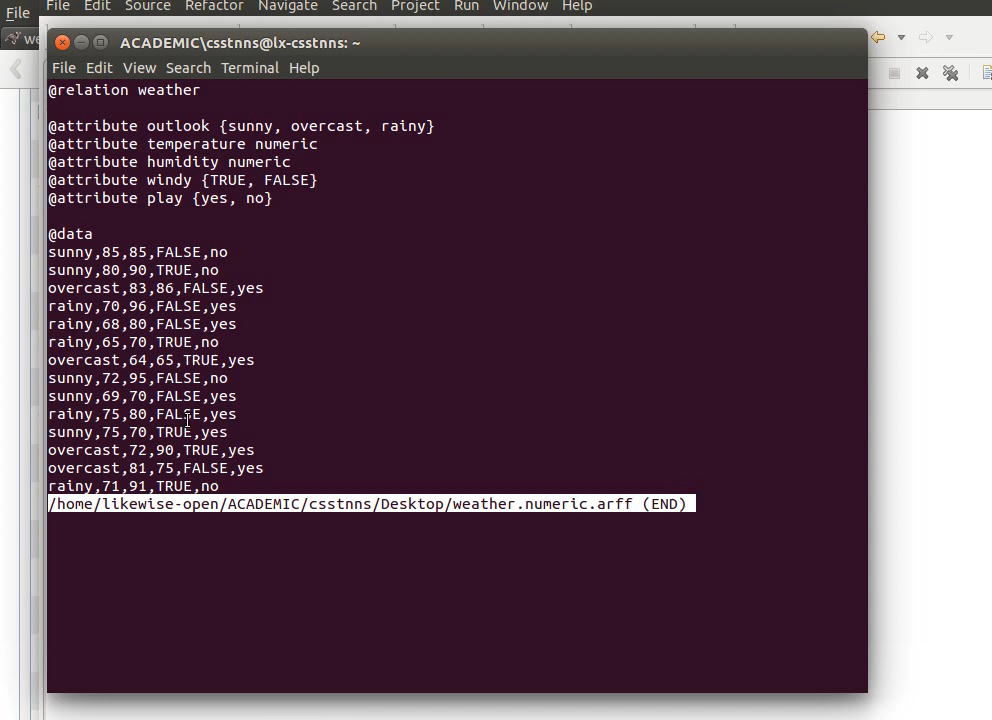 File Edit Source Refactor Navigate Search Project Run Window Help
File
we
ACADEMIC\csstnns@lx-csstnns: ~
File Edit View Search Terminal Help
@relation weather
@attribute outlook {sunny, overcast, rainy}
@attribute temperature numeric
@attribute humidity numeric
@attribute windy {TRUE, FALSE}
@attribute play {yes, no}
@data
sunny,85,85,FALSE,no
sunny,80,90,TRUE,no
overcast,83,86,FALSE,yes
rainy,70,96,FALSE,yes
rainy,68,80,FALSE,yes
rainy,65,70,TRUE,no
overcast,64,65,TRUE,yes
sunny,72,95,FALSE,no
sunny,69,70,FALSE,yes
rainy,75,80,FALSE,yes
sunny,75,70,TRUE,yes
overcast,72,90,TRUE,yes
overcast,81,75,FALSE,yes
rainy,71,91,TRUE,no
/home/likewise-open/ACADEMIC/csstnns/Desktop/weather.numeric.arff (END)